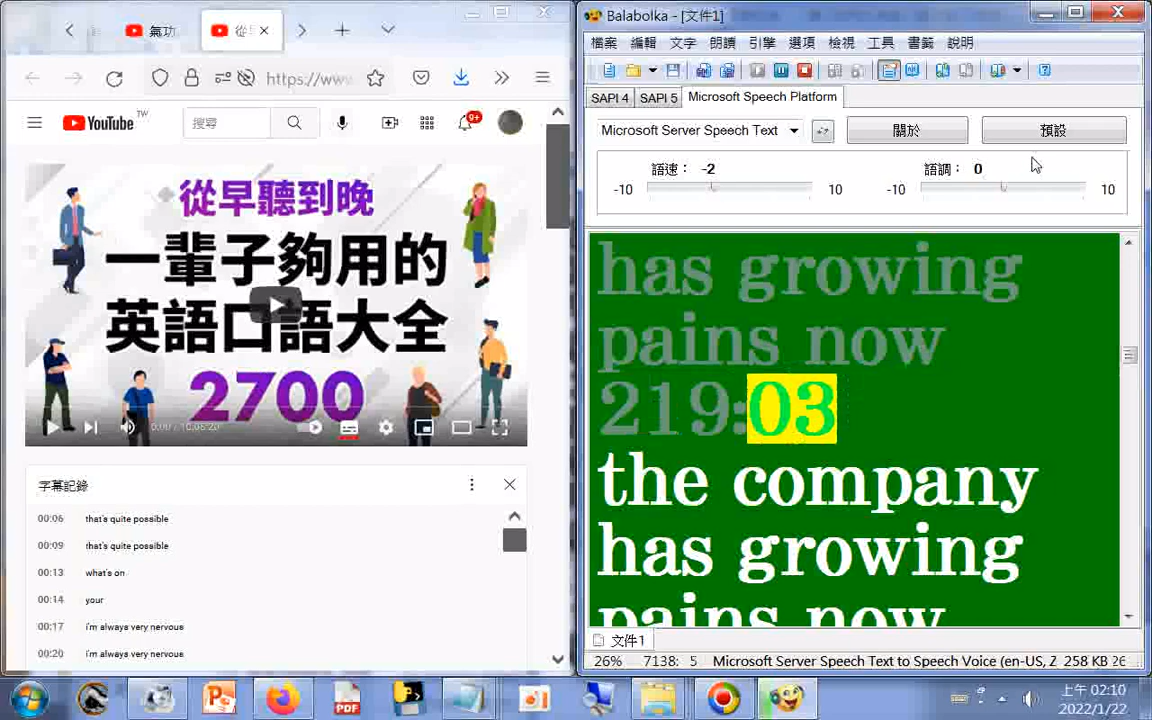 氣功
從!
https://www
YouTube TW
搜尋
9+
從早聽到晚
一輩子夠用的
英語口語大全
2700
字幕記錄
00:06 that's quite possible
00:09 that's quite possible
00:13 what's on
00:14 your
00:17 i'm always very nervous
00:20 i'm always very nervous
Balabolka - [文件1]
檔案 編輯 文字 朗讀 引擎 選項 檢視 工具 書籤 說明
SAPI 4 SAPI 5 Microsoft Speech Platform
Microsoft Server Speech Text 關於 預設
語速： -2 語調： 0
-10 10 -10 10
has growing
pains now
219:03
the company
has growing
pains now
文件1
26% 7138: 5 Microsoft Server Speech Text to Speech Voice (en-US, Z 258 KB 26
PDF
上午 02:10
2022/1/22